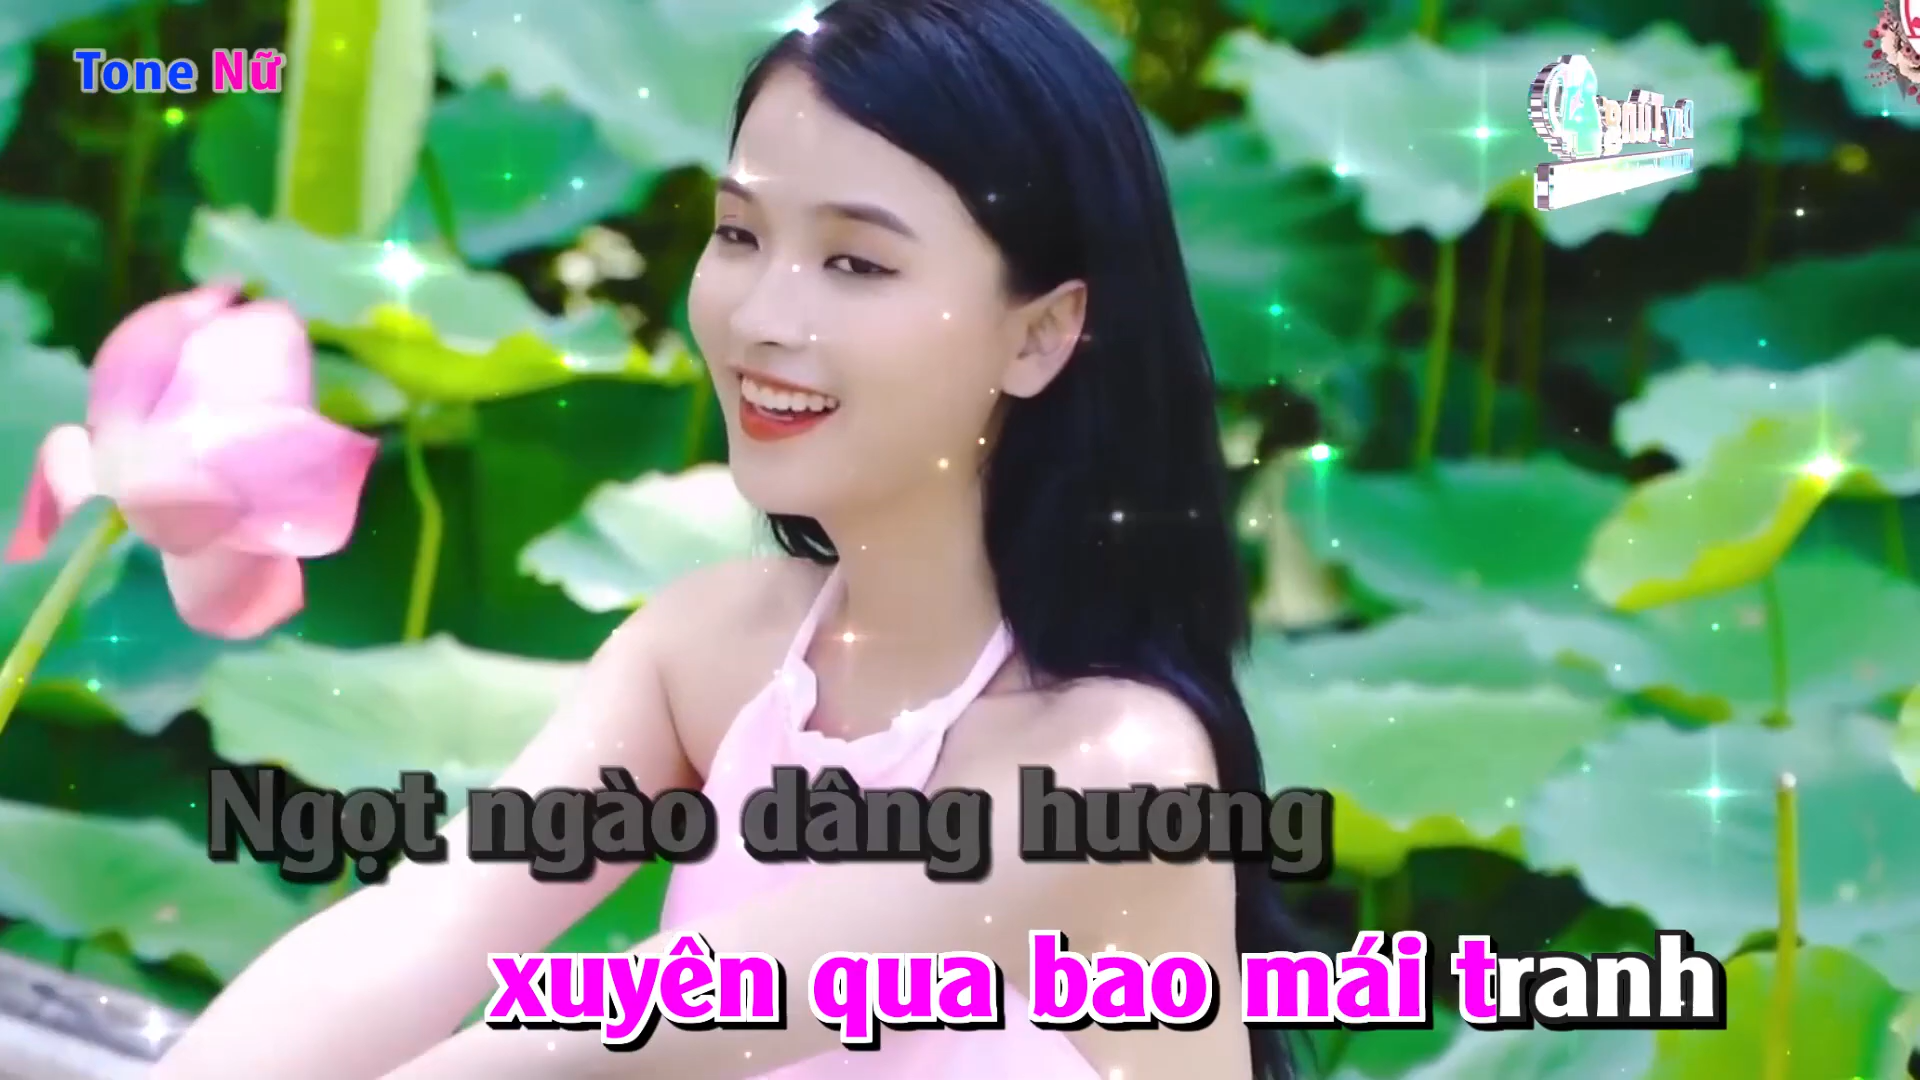 Tone Nữ
Ngọt ngào dâng hương
xuyên qua bao mái tranh